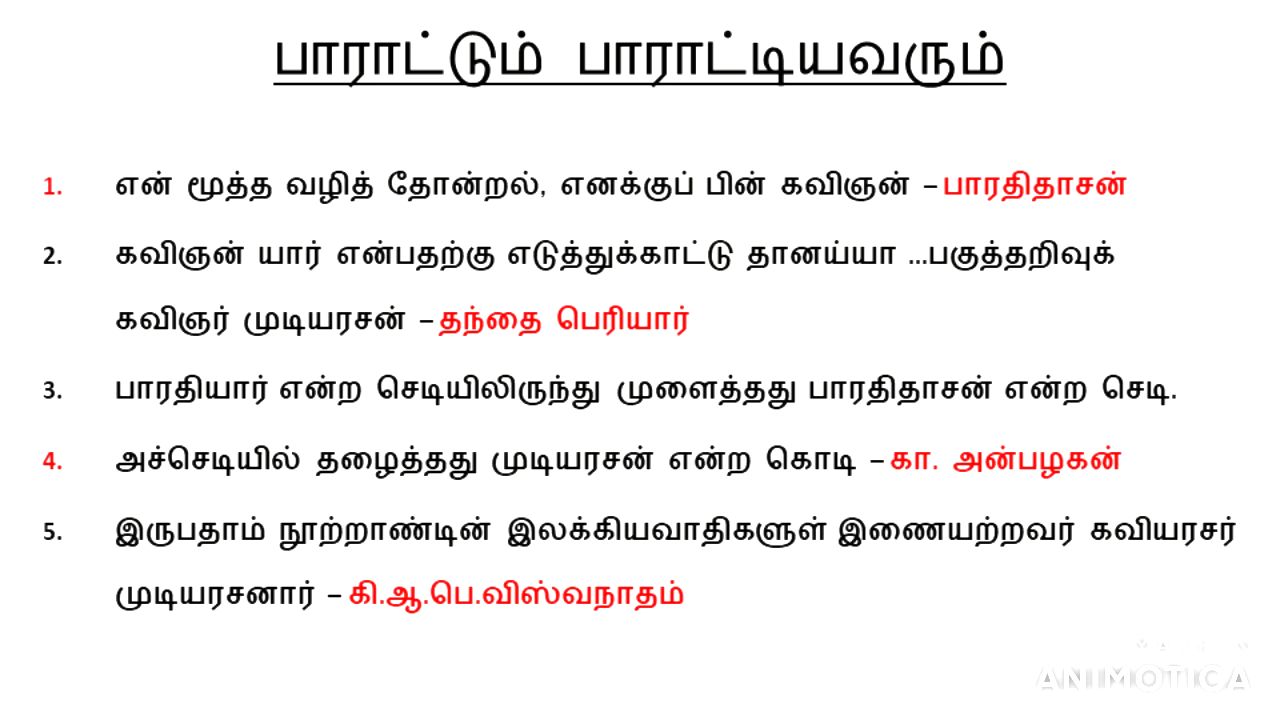 பாராட்டும் பாராட்டியவரும்
1. என் மூத்த வழித் தோன்றல், எனக்குப் பின் கவிஞன் – பாரதிதாசன்
2. கவிஞன் யார் என்பதற்கு எடுத்துக்காட்டு தானய்யா ...பகுத்தறிவுக்
கவிஞர் முடியரசன் – தந்தை பெரியார்
3. பாரதியார் என்ற செடியிலிருந்து முளைத்தது பாரதிதாசன் என்ற செடி.
4. அச்செடியில் தழைத்தது முடியரசன் என்ற கொடி – கா. அன்பழகன்
5. இருபதாம் நூற்றாண்டின் இலக்கியவாதிகளுள் இணையற்றவர் கவியரசர்
முடியரசனார் – கி.ஆ.பெ.விஸ்வநாதம்
ANIMOTICA